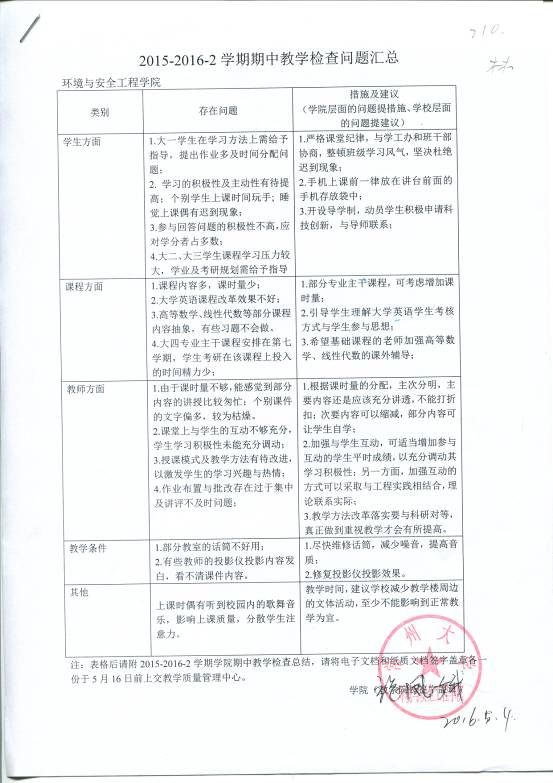 210.
2015-2016-2 学期期中教学检查问题汇总
环境与安全工程学院
类别
存在问题
措施及建议
（学院层面的问题提措施、学校层面
的问题提建议）
学生方面
1.大一学生在学习方法上需给予
指导，提出作业多及时间分配问
题；
2. 学习的积极性及主动性有待提
高；个别学生上课时间玩手；睡
觉上课偶有迟到现象；
3.参与回答问题的积极性不高,应
对学分者占多数；
4.大二、大三学生课程学习压力较
大，学业及考研规划需给予指导
1.严格课堂纪律，与学工办和班干部
协商，整顿班级学习风气，坚决杜绝
迟到现象；
2.手机上课前一律放在讲台前面的
手机存放袋中；
3.开设导学制，动员学生积极申请科
技创新，与导师联系；
课程方面
1.课程内容多，课时量少；
2.大学英语课程改革效果不好；
3.高等数学、线性代数等部分课程
内容抽象，有些习题不会做。
4.大四专业主干课程安排在第七
学期，学生考研在该课程上投入
的时间精力少；
1.部分专业主干课程，可考虑增加课
时量；
2.引导学生理解大学英语学生考核
方式与学生参与思想；
3.希望基础课程的老师加强高等数
学、线性代数的课外辅导；
教师方面
1.由于课时量不够,能感觉到部分
内容的讲授比较匆忙；个别课件
的文字偏多，较为枯燥。
2.课堂上与学生的互动不够充分，
学生学习积极性未能充分调动；
3.授课模式及教学方法有待改进，
以激发学生的学习兴趣与热情；
4.作业布置与批改存在过于集中
及讲评不及时问题；
1.根据课时量的分配，主次分明，主
要内容还是应该充分讲透，不能打折
扣；次要内容可以缩减，部分内容可
让学生自学；
2.加强与学生互动，可适当增加参与
互动的学生平时成绩，以充分调动其
学习积极性；另一方面，加强互动的
方式可以采取与工程实践相结合，理
论联系实际；
3.教学方法改革落实要与科研对等，
真正做到重视教学才会有所提高。
教学条件
1.部分教室的话筒不好用；
2.有些教师的投影仪投影内容发
白，看不清课件内容。
1.尽快维修话筒，减少噪音，提高音
质；
2.修复投影仪投影效果。
其他
上课时偶有听到校园内的歌舞音
乐，影响上课质量，分散学生注
意力。
教学时间，建议学校减少教学楼周边
的文体活动，至少不能影响到正常教
学为宜。
注：表格后请附 2015-2016-2 学期学院期中教学检查总结，请将电子文档和纸质文档签字盖章各一
份于 5 月 16 日前上交教学质量管理中心。
州大
学院
2016.5.4.